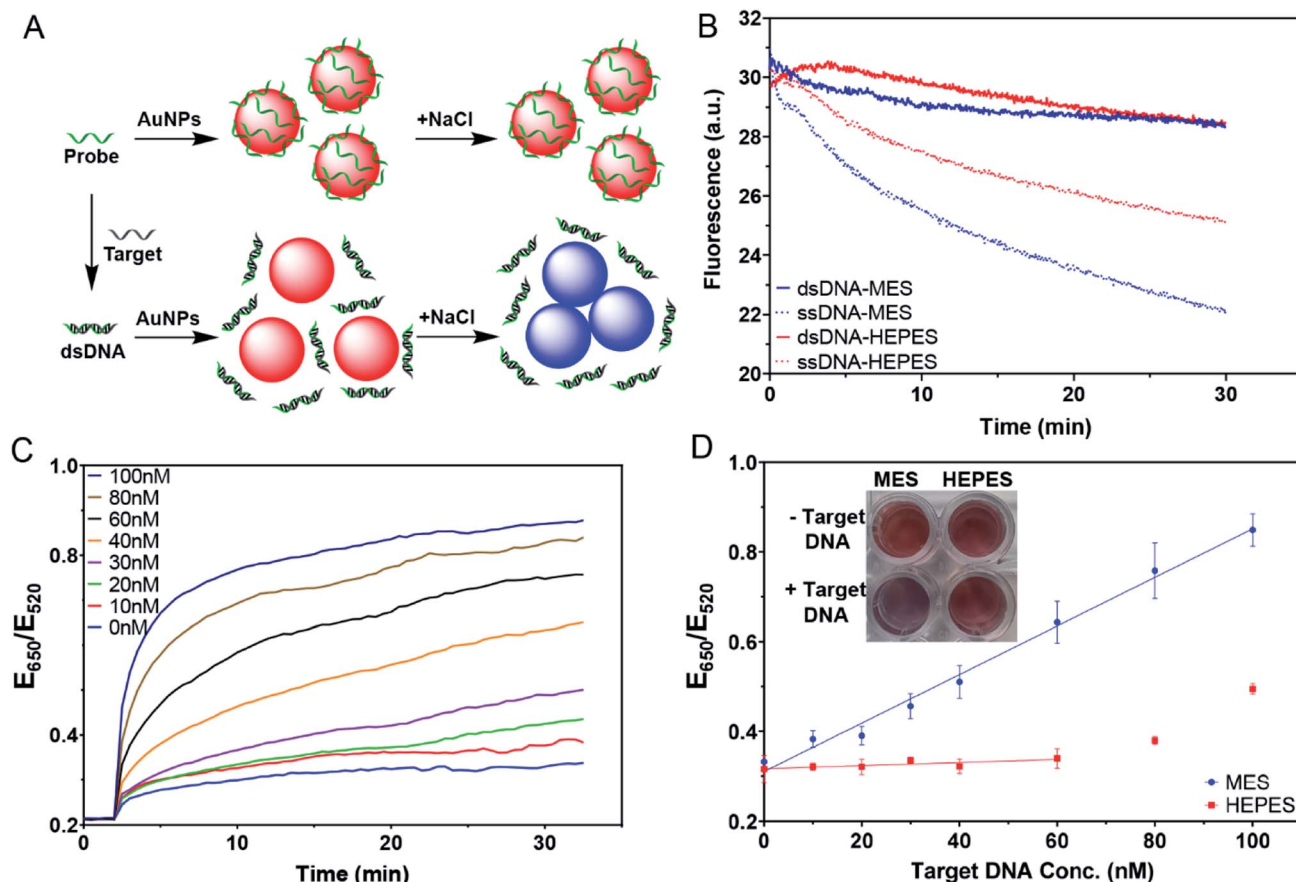 A
Probe
AuNPs
+NaCl
Target
dsDNA
AuNPs
+NaCl
B
Fluorescence (a.u.)
32
30
28
26
24
22
20
dsDNA-MES
ssDNA-MES
dsDNA-HEPES
ssDNA-HEPES
0
10
20
30
Time (min)
C
E650/E520
1.0
0.8
0.4
0.2
100nM
80nM
60nM
40nM
30nM
20nM
10nM
0nM
0
10
20
30
Time (min)
D
E650/E520
1.0
0.8
0.6
0.4
0.2
MES HEPES
- Target
DNA
+ Target
DNA
MES
HEPES
0
20
40
60
80
100
Target DNA Conc. (nM)